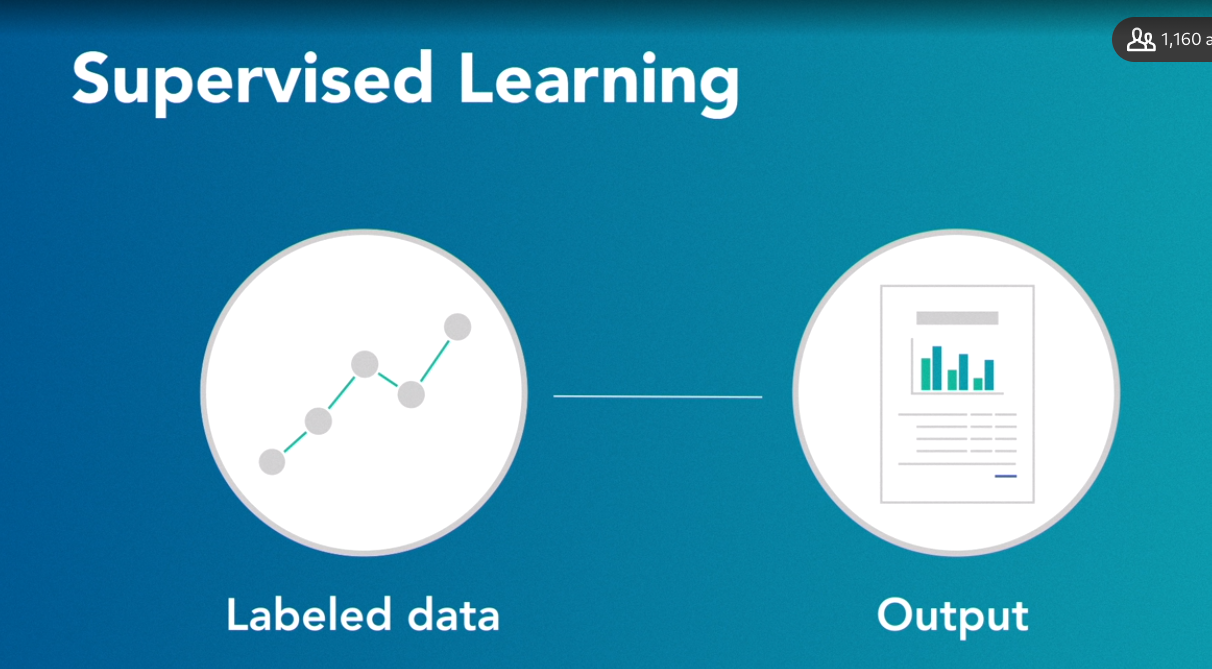 Supervised Learning
1,160 a
Labeled data
Output